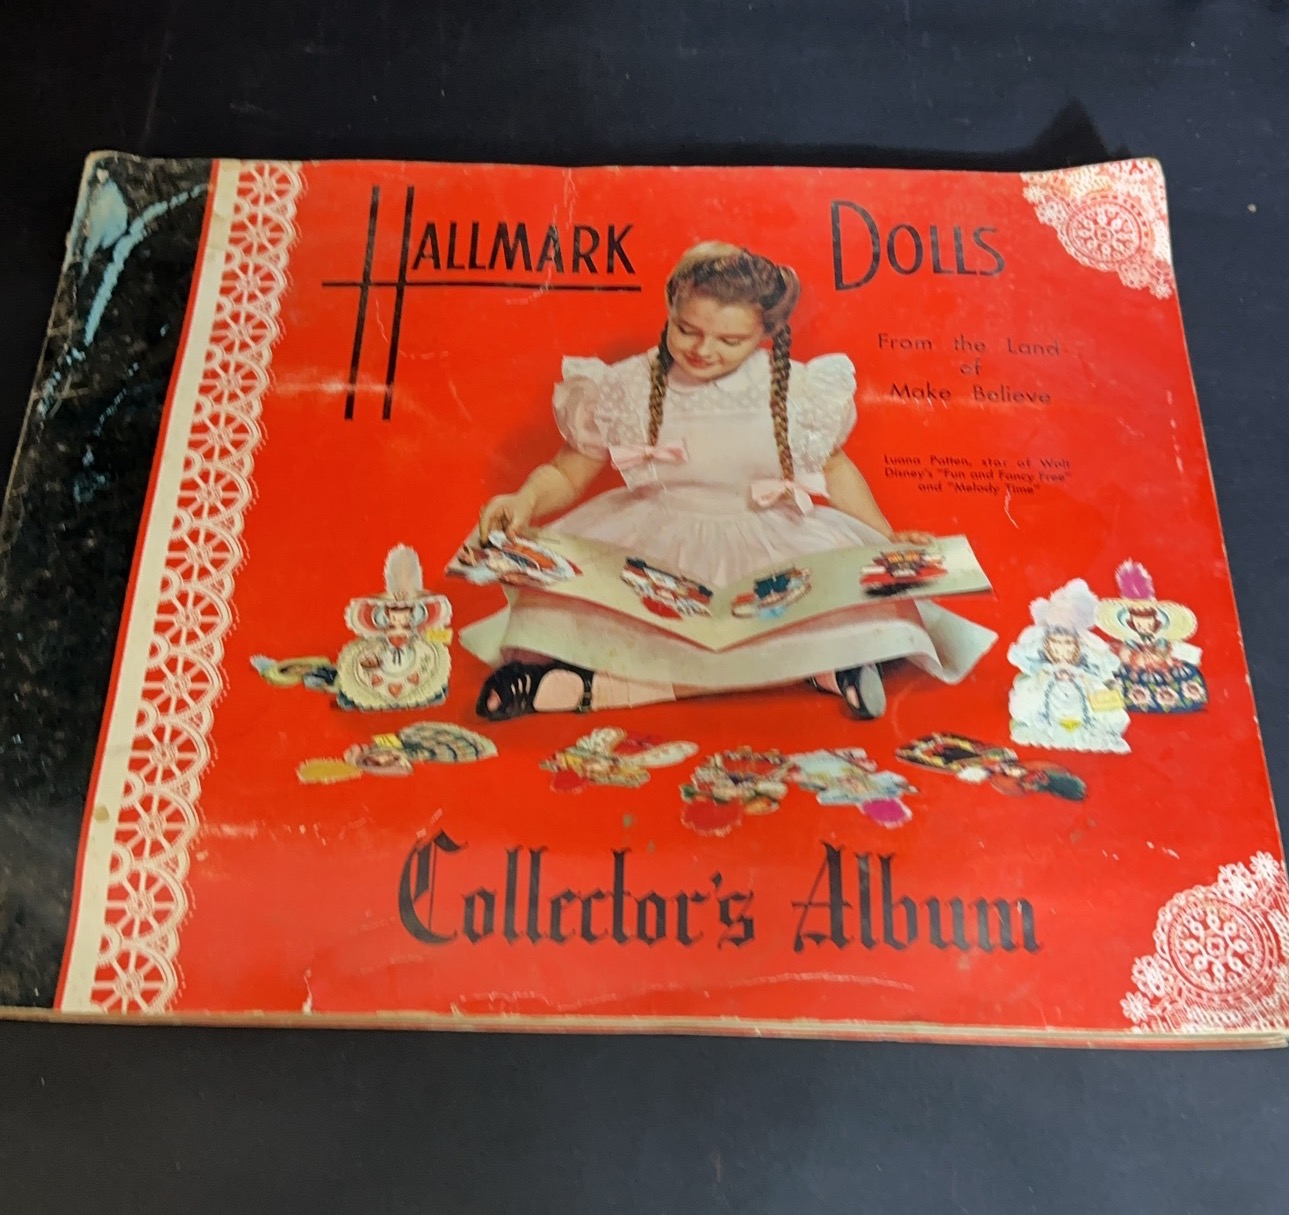 HALLMARK DOLLS
From the Land
of
Make Believe
Luana Patten, star of Walt
Disney's "Fun and Fancy Free"
and "Melody Time"
Collector's Album